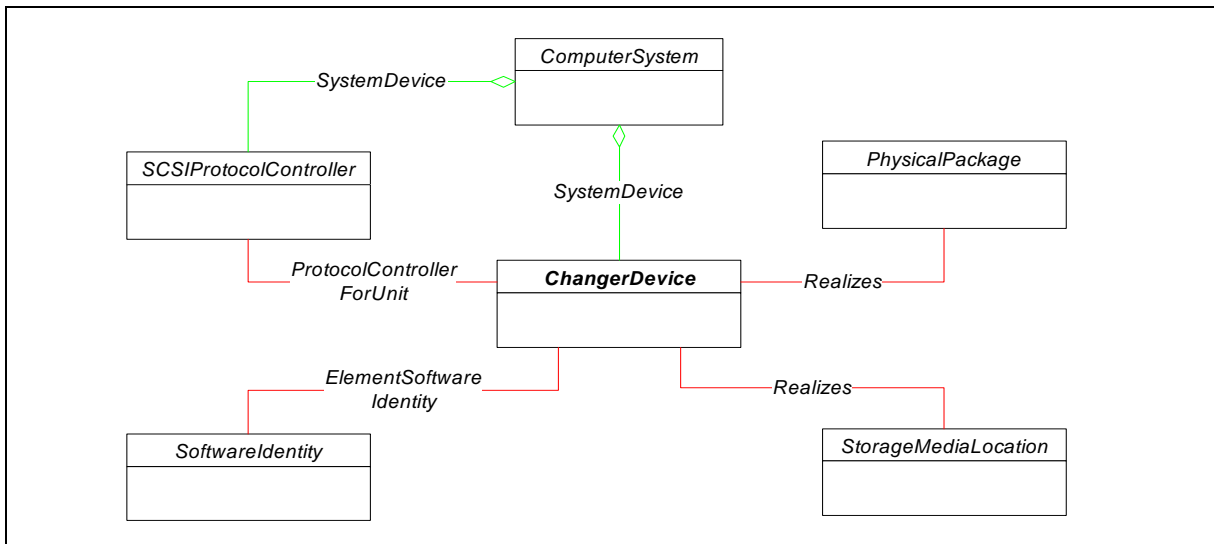 ComputerSystem
SystemDevice
SCSIProtocolController
PhysicalPackage
SystemDevice
ProtocolController
ForUnit
ChangerDevice
Realizes
ElementSoftware
Identity
Realizes
SoftwareIdentity
StorageMediaLocation